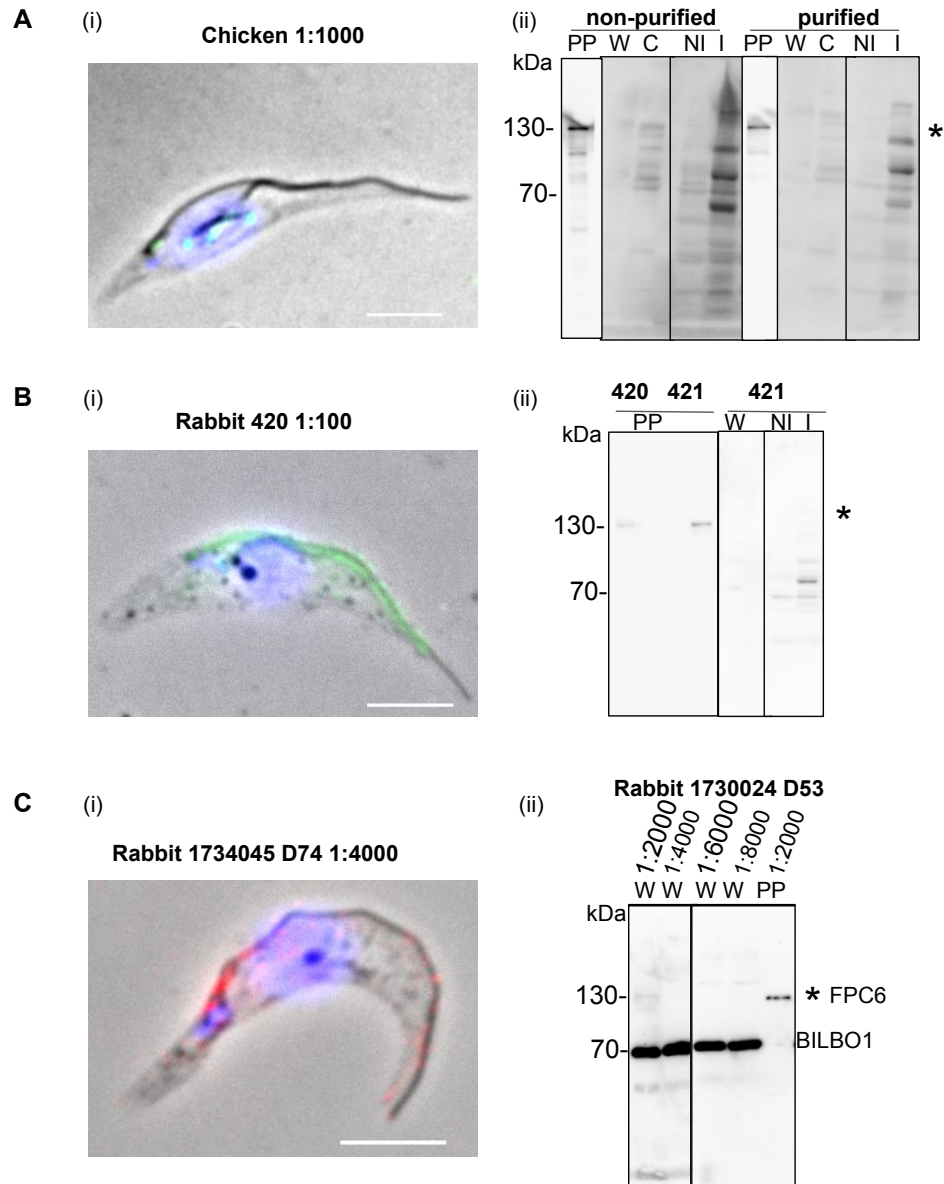 A
(i)
Chicken 1:1000
(ii)
non-purified purified
PP W C NI I PP W C NI I
kDa
130-
*
70-
B
(i)
Rabbit 420 1:100
(ii)
420 421 421
PP W NI I
kDa
130-
*
70-
C
(i)
Rabbit 1734045 D74 1:4000
(ii)
Rabbit 1730024 D53
1:2000 1:4000 1:6000 1:8000 1:2000
W W W W PP
kDa
130-
* FPC6
70-
BILBO1